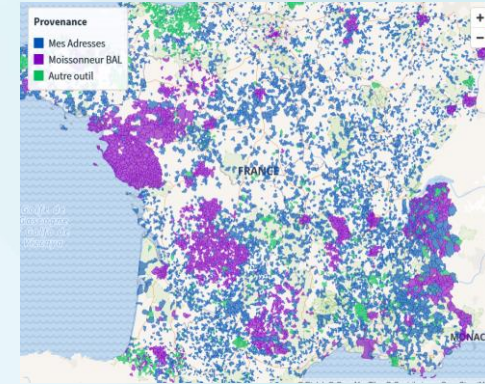 Provenance
Mes Adresses
Moissonneur BAL
Autre outil
+
−
FRANCE
MONAC